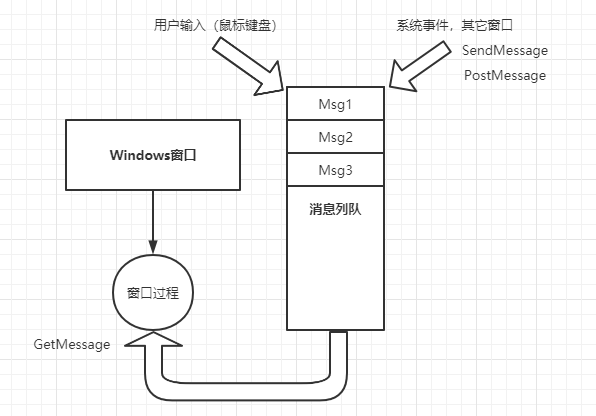 用户输入（鼠标键盘）
系统事件，其它窗口
SendMessage
PostMessage
Msg1
Msg2
Msg3
消息列队
Windows窗口
窗口过程
GetMessage